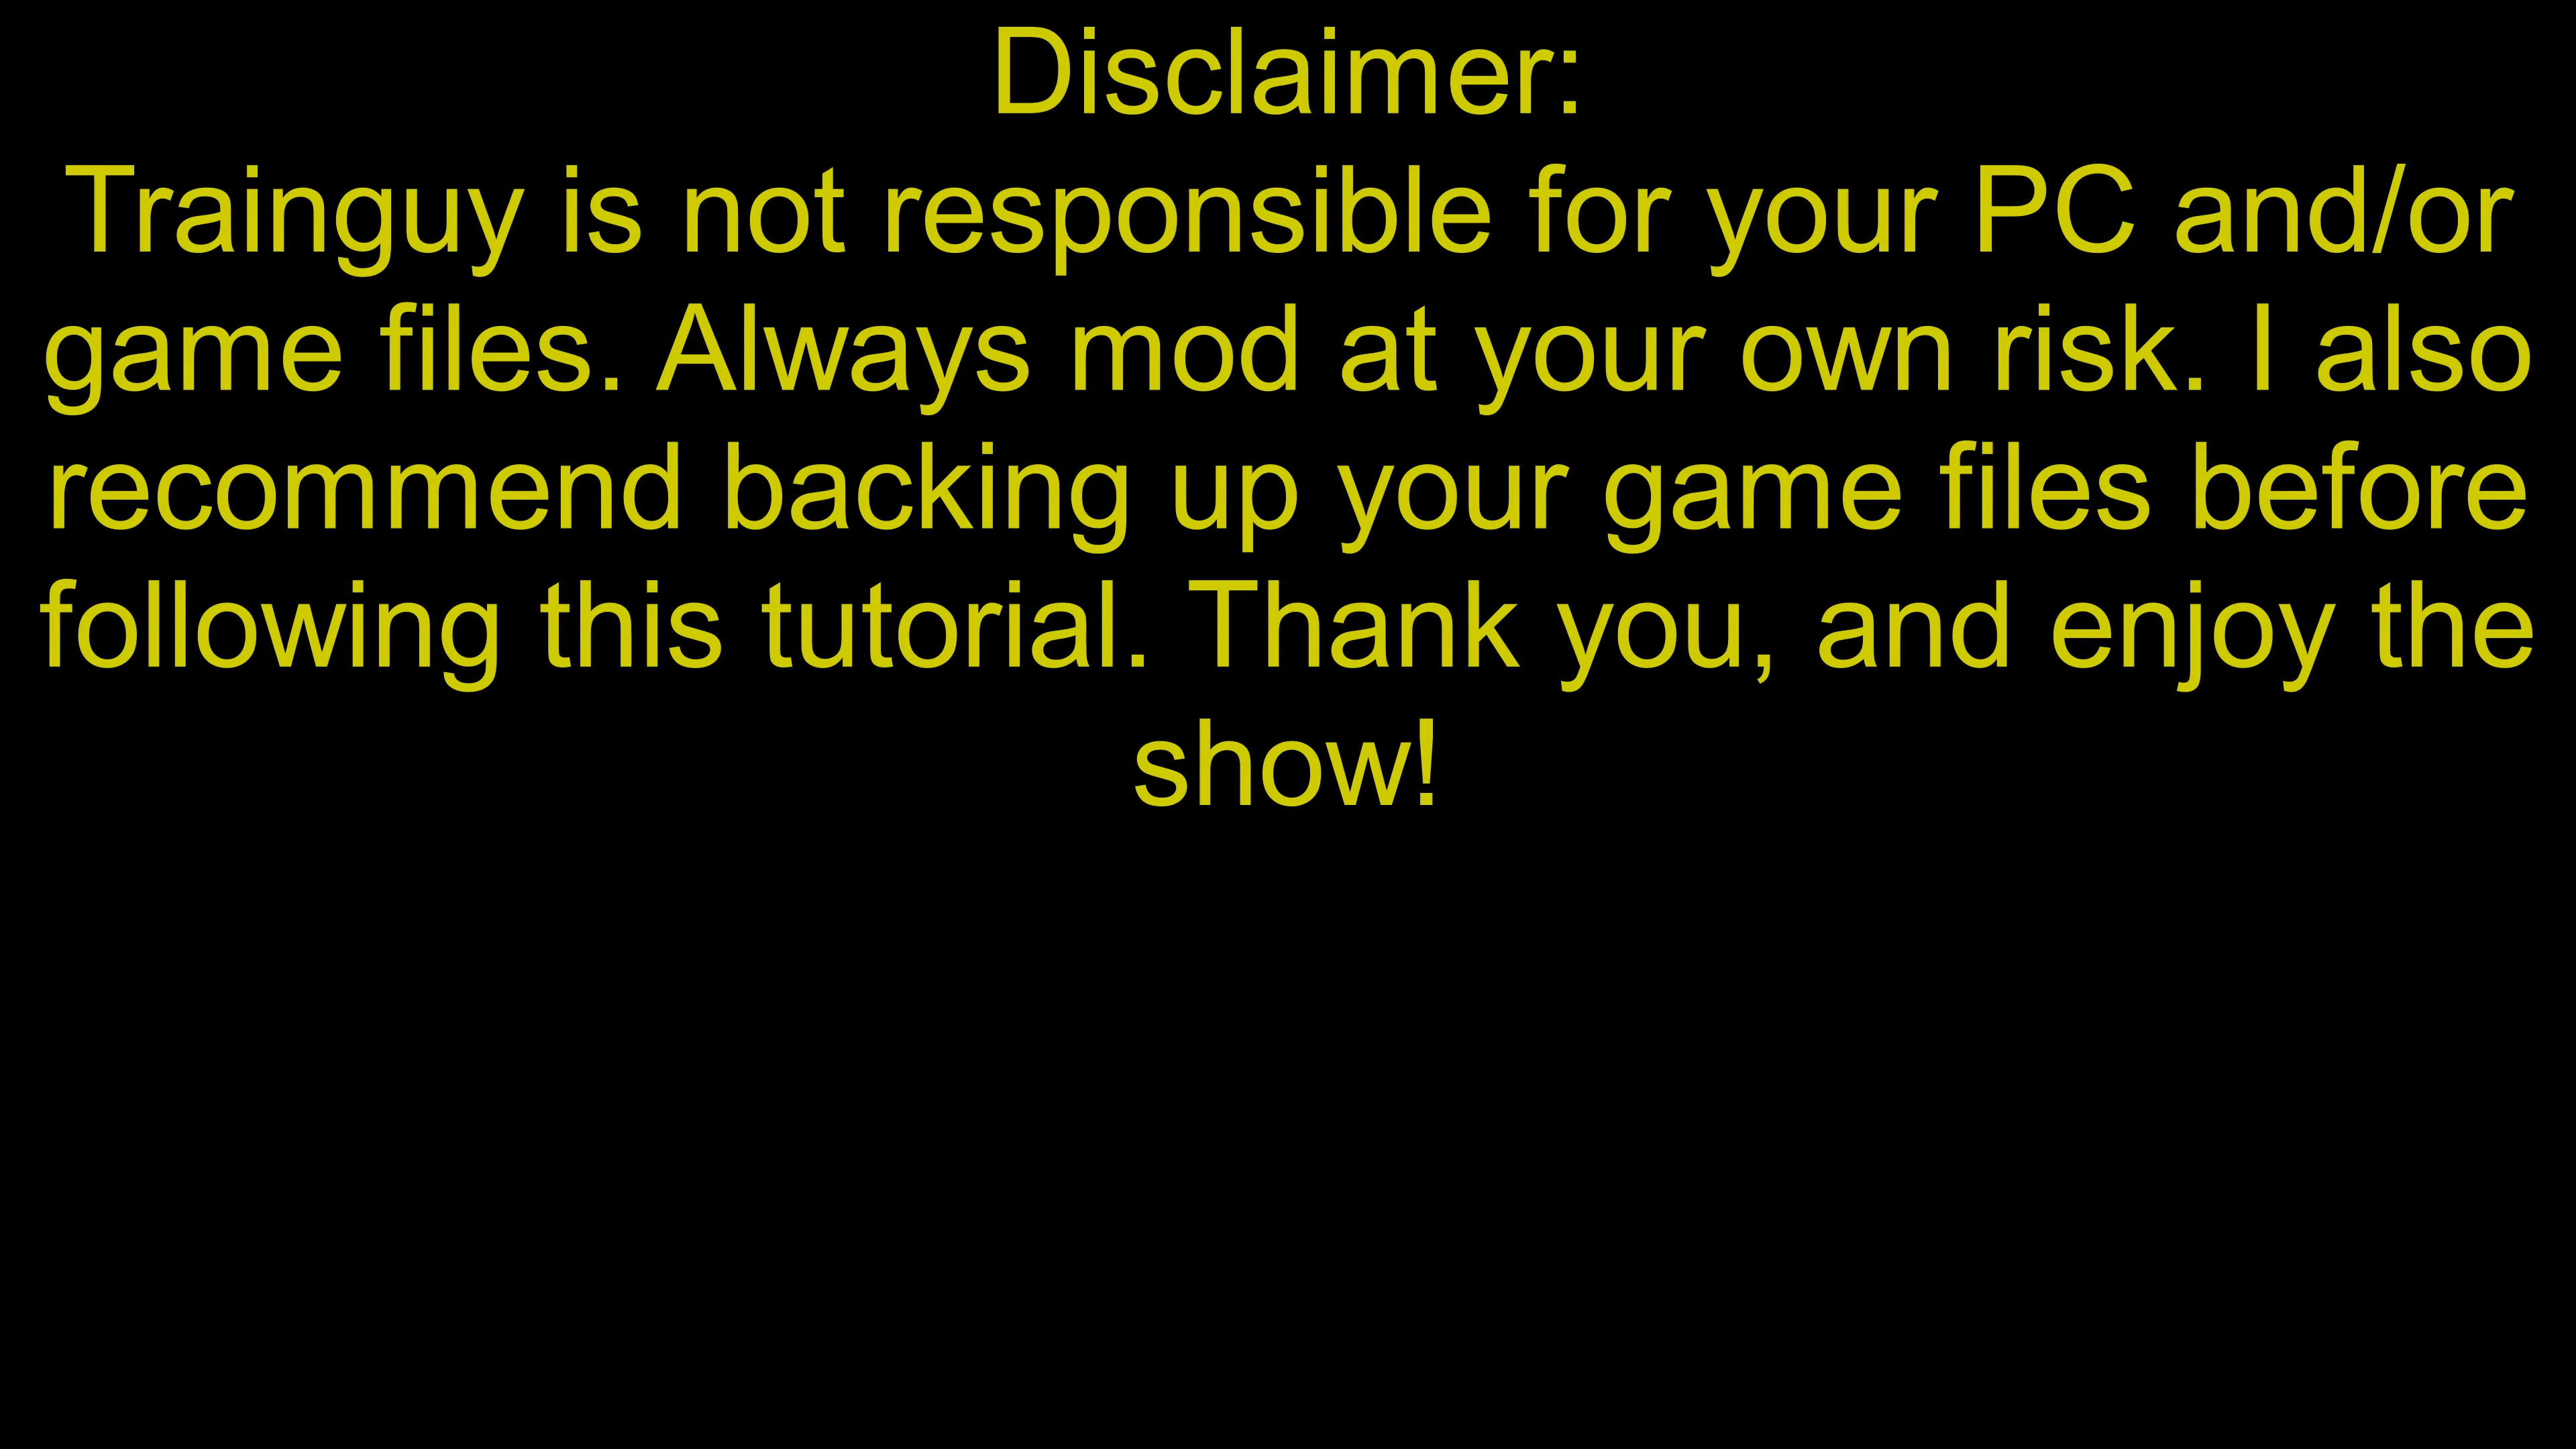 Disclaimer:
Trainguy is not responsible for your PC and/or
game files. Always mod at your own risk. I also
recommend backing up your game files before
following this tutorial. Thank you, and enjoy the
show!